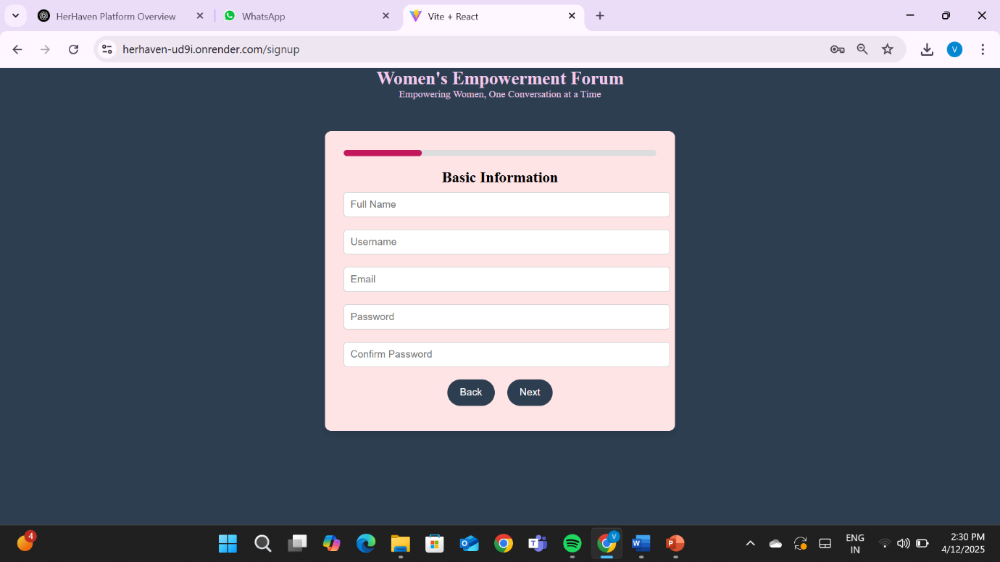 HerHaven Platform Overview
WhatsApp
Vite + React
herhaven-ud9i.onrender.com/signup
V
Women's Empowerment Forum
Empowering Women, One Conversation at a Time
Basic Information
Full Name
Username
Email
Password
Confirm Password
Back
Next
4
V
ENG
IN
2:30 PM
4/12/2025